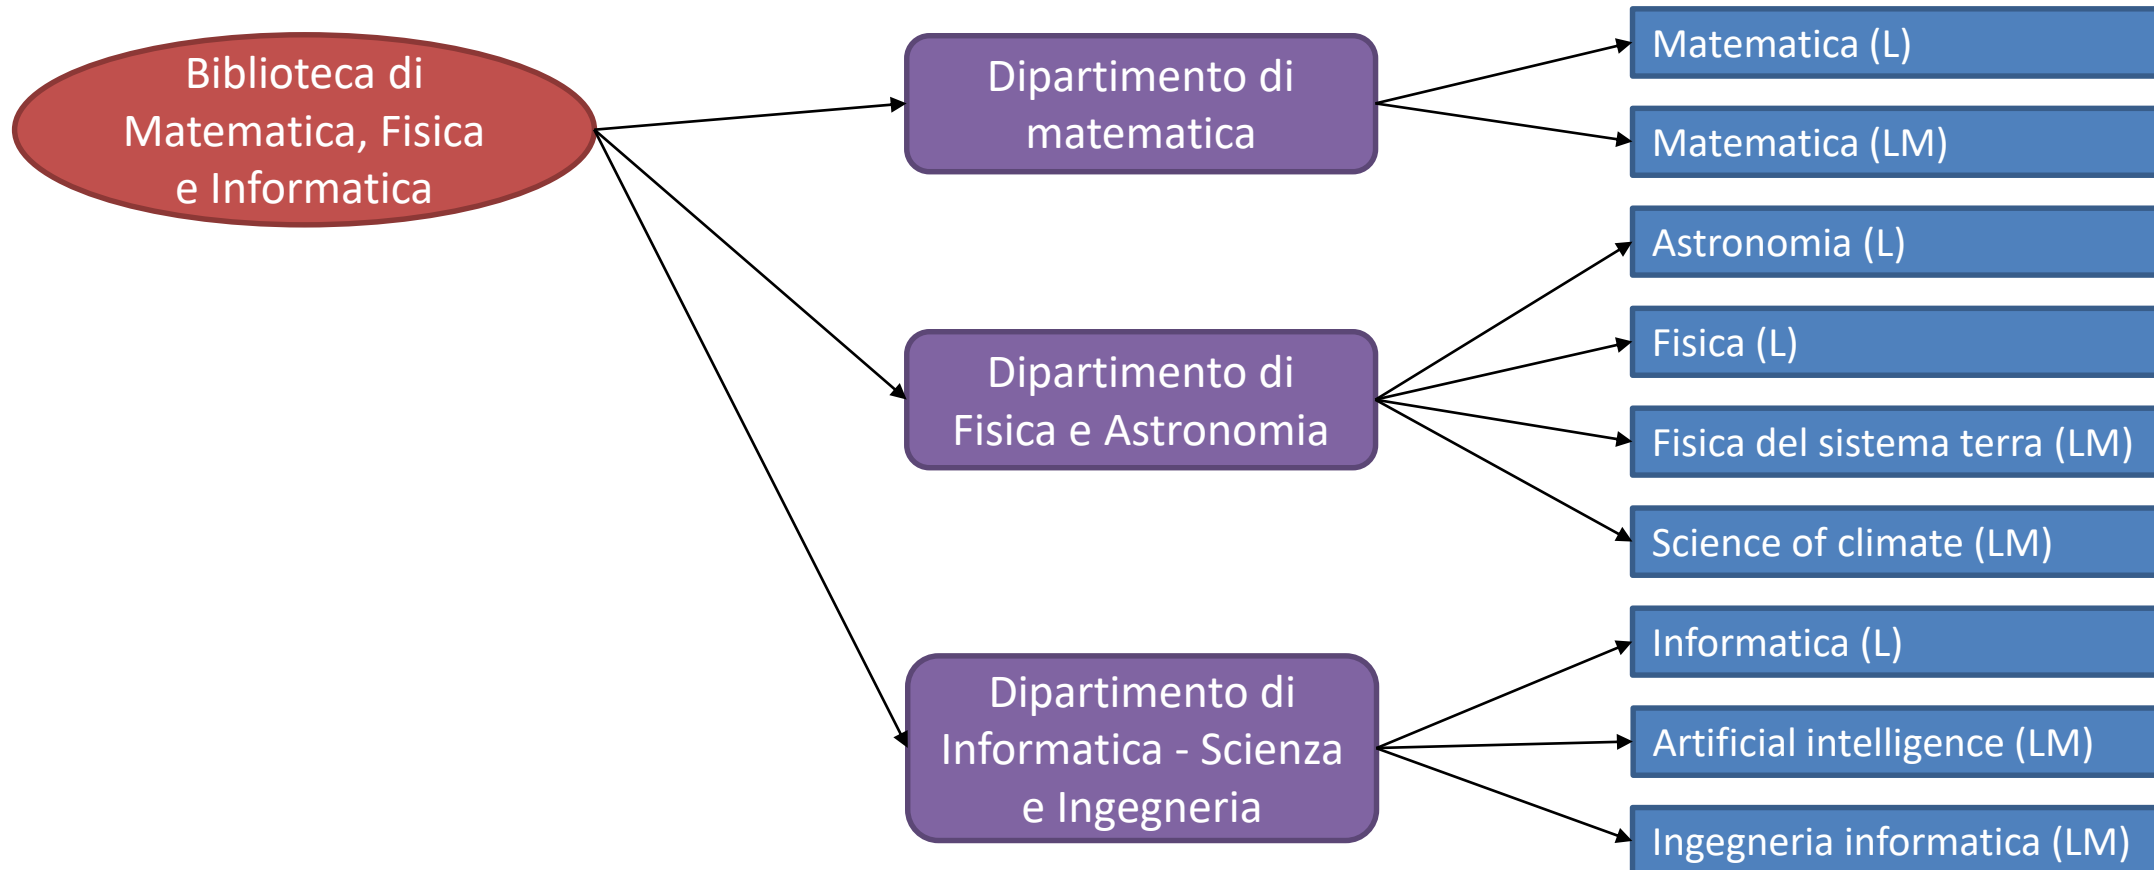 Biblioteca di
Matematica, Fisica
e Informatica
Dipartimento di
matematica
Matematica (L)
Matematica (LM)
Dipartimento di
Fisica e Astronomia
Astronomia (L)
Fisica (L)
Fisica del sistema terra (LM)
Science of climate (LM)
Dipartimento di
Informatica - Scienza
e Ingegneria
Informatica (L)
Artificial intelligence (LM)
Ingegneria informatica (LM)